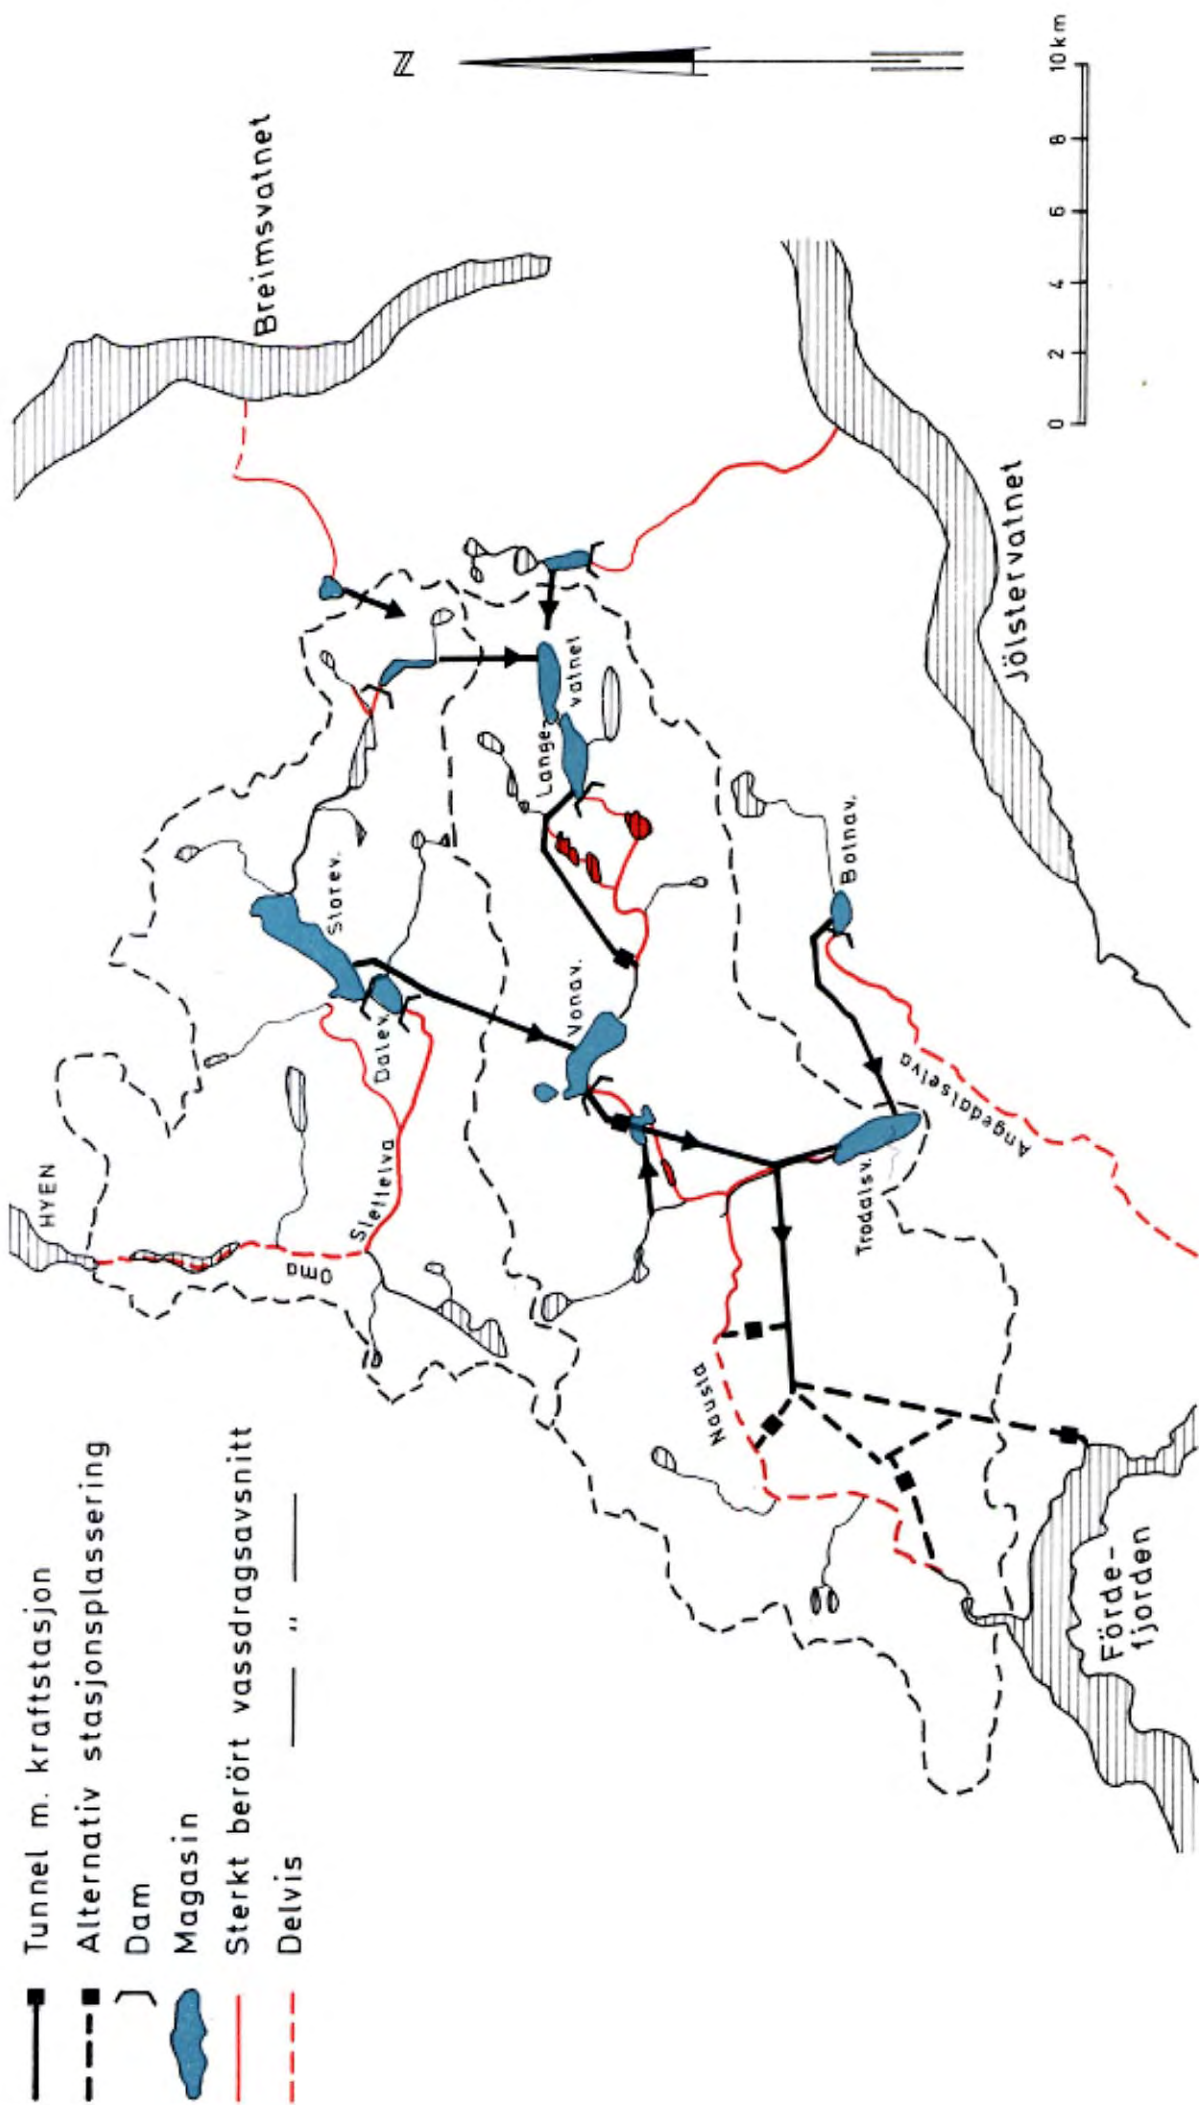 Tunnel m. kraftstasjon
Alternativ stasjonsplassering
Dam
Magasin
Sterkt berört vassdragsavsnitt
Delvis —— " ——
HYEN
Oma
Slettelva
Dalev.
Storev.
Breimsvatnet
N
Nausta
Vonav.
Lange-
vatnet
Trodalsv.
Botnav.
Angedalselva
Jölstervatnet
Förde-
fjorden
0 2 4 6 8 10 km